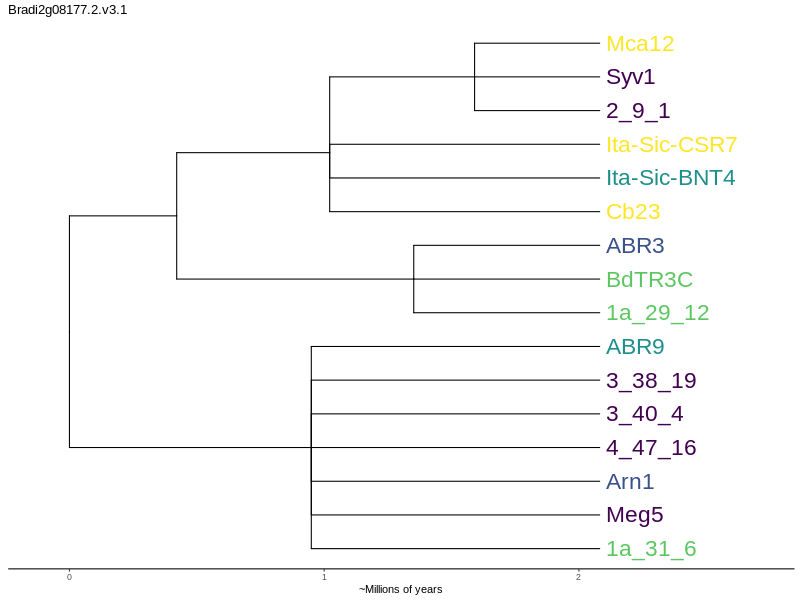 Bradi2g08177.2.v3.1
Mca12
Syv1
2_9_1
Ita-Sic-CSR7
Ita-Sic-BNT4
Cb23
ABR3
BdTR3C
1a_29_12
ABR9
3_38_19
3_40_4
4_47_16
Arn1
Meg5
1a_31_6
0 1 2
~Millions of years